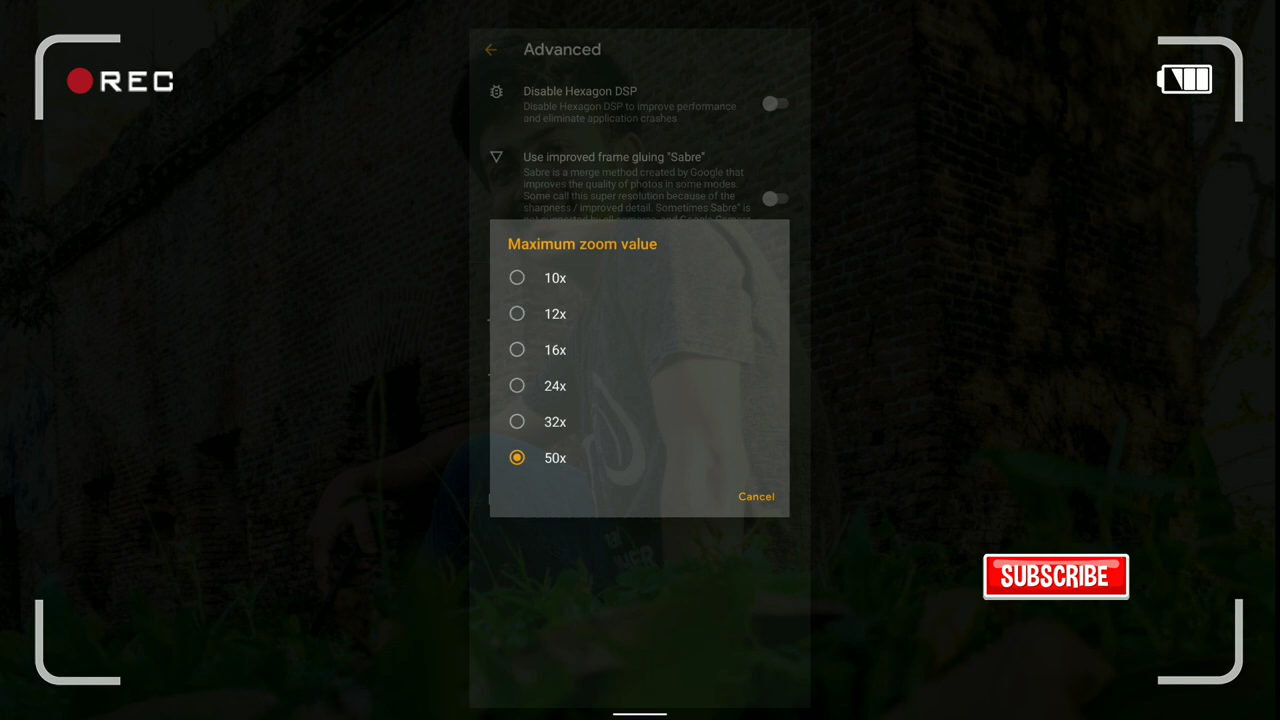 Advanced
REC
Disable Hexagon DSP
Disable Hexagon DSP to improve performance
and eliminate application crashes
Use improved frame gluing "Sabre"
Sabre is a merge method created by Google that
improves the quality of photos in some modes.
Some call this super resolution because of the
sharpness / improved detail. Sometimes Sabre" is
Maximum zoom value
10x
12x
16x
24x
32x
50x
Cancel
SUBSCRIBE